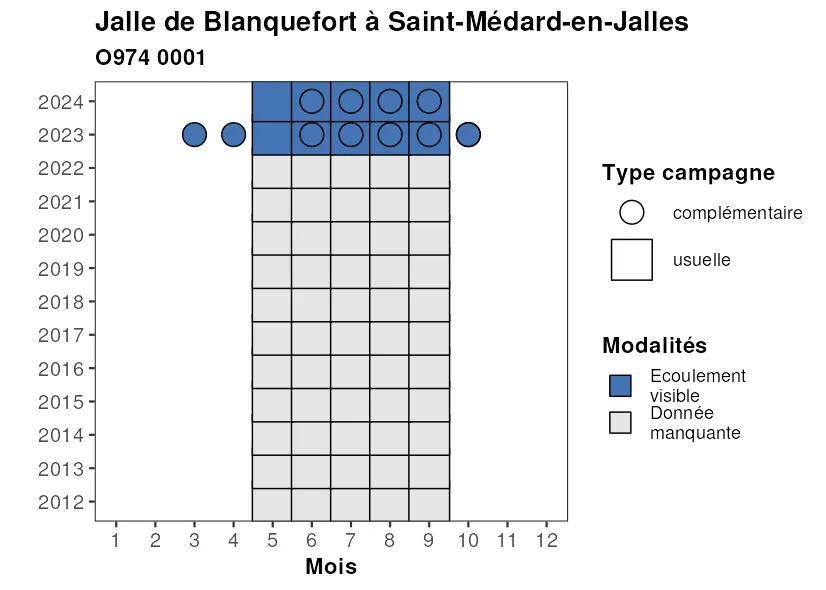 Jalle de Blanquefort à Saint-Médard-en-Jalles
O974 0001
2024
2023
2022
2021
2020
2019
2018
2017
2016
2015
2014
2013
2012
1 2 3 4 5 6 7 8 9 10 11 12
Mois
Type campagne
complémentaire
usuelle
Modalités
Ecoulement
visible
Donnée
manquante